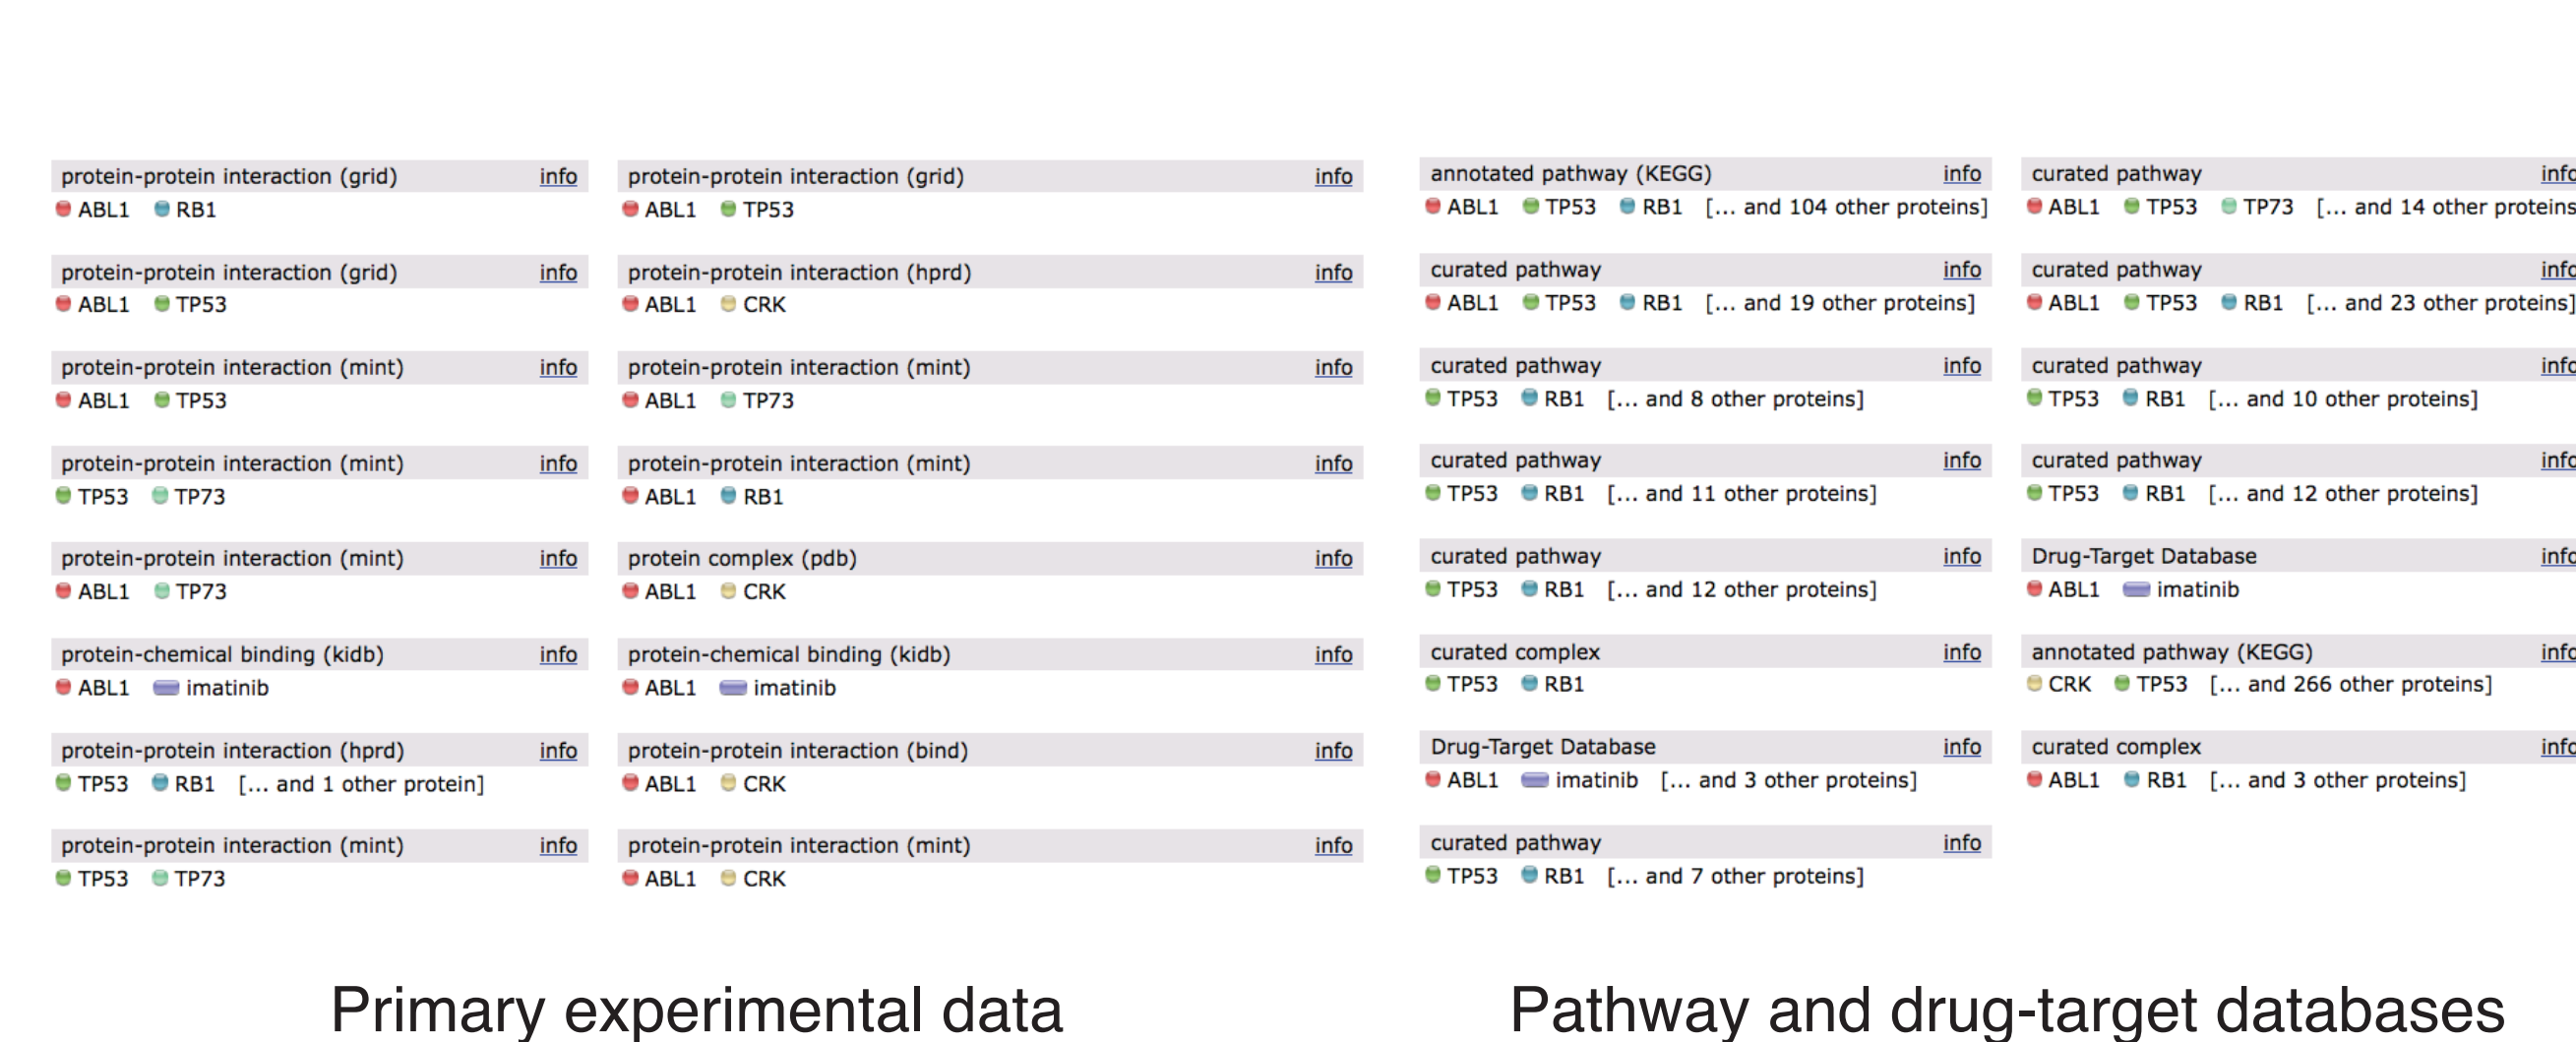 protein-protein interaction (grid) info
ABL1 RB1
protein-protein interaction (grid) info
TP53 ABL1
protein-protein interaction (mint) info
ABL1 TP53
protein-protein interaction (mint) info
TP53 TP73
protein-protein interaction (mint) info
ABL1 TP73
protein-chemical binding (kidb) info
ABL1 imatinib
protein-protein interaction (hprd) info
TP53 RB1 [... and 1 other protein]
protein-protein interaction (mint) info
TP53 TP73
protein-protein interaction (grid) info
ABL1 TP53
protein-protein interaction (hprd) info
ABL1 CRK
protein-protein interaction (mint) info
ABL1 TP73
protein-protein interaction (mint) info
ABL1 RB1
protein complex (pdb) info
ABL1 CRK
protein-chemical binding (kidb) info
ABL1 imatinib
protein-protein interaction (bind) info
ABL1 CRK
protein-protein interaction (mint) info
ABL1 CRK
Primary experimental data
annotated pathway (KEGG) info
ABL1 TP53 RB1 [... and 104 other proteins]
curated pathway info
ABL1 TP53 RB1 [... and 19 other proteins]
curated pathway info
TP53 RB1 [... and 8 other proteins]
curated pathway info
TP53 RB1 [... and 11 other proteins]
curated pathway info
TP53 RB1 [... and 12 other proteins]
curated complex info
TP53 RB1
Drug-Target Database info
ABL1 imatinib [... and 3 other proteins]
curated pathway info
TP53 RB1 [... and 7 other proteins]
curated pathway info
ABL1 TP53 TP73 [... and 14 other proteins
curated pathway info
ABL1 TP53 RB1 [... and 23 other proteins]
curated pathway info
TP53 RB1 [... and 10 other proteins]
curated pathway info
TP53 RB1 [... and 12 other proteins]
Drug-Target Database info
ABL1 imatinib
annotated pathway (KEGG) info
CRK TP53 [... and 266 other proteins]
curated complex info
ABL1 RB1 [... and 3 other proteins]
Pathway and drug-target databases